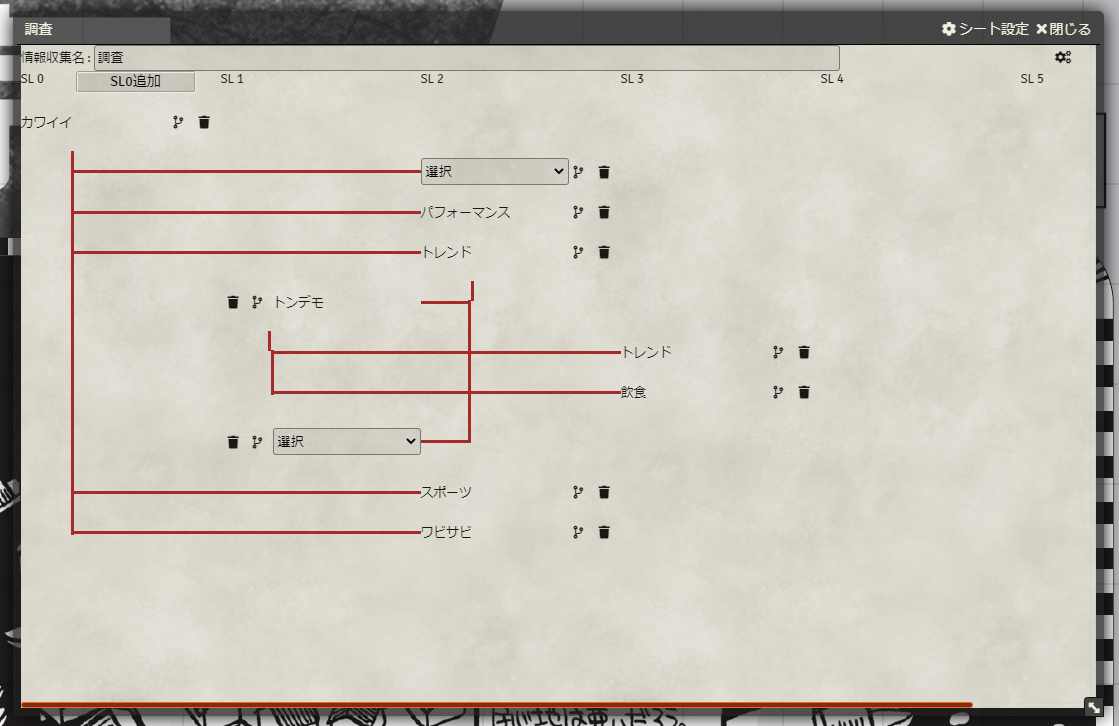 調査
シート設定 閉じる
情報収集名: 調査
SL 0 SL0追加 SL 1 SL 2 SL 3 SL 4 SL 5
カワイイ
選択
パフォーマンス
トレンド
トンデモ
トレンド
飲食
選択
スポーツ
ワビサビ